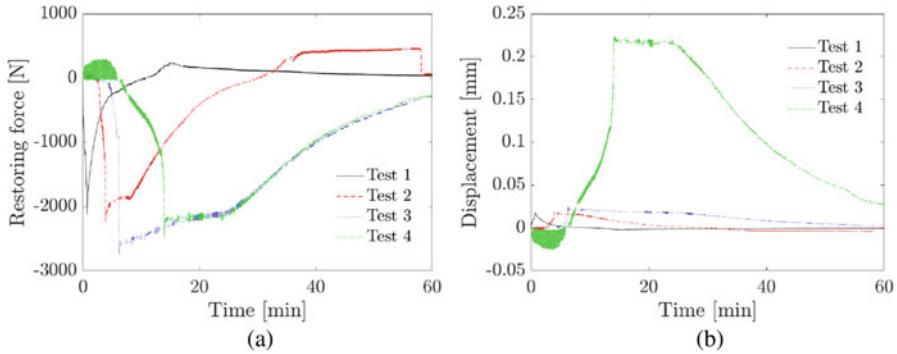 1000
0
-1000
-2000
-3000
Restoring force [N]
Test 1
Test 2
Test 3
Test 4
0 20 40 60
Time [min]
(a)
0.25
0.2
0.15
0.1
0.05
0
-0.05
Displacement [mm]
Test 1
Test 2
Test 3
Test 4
0 20 40 60
Time [min]
(b)